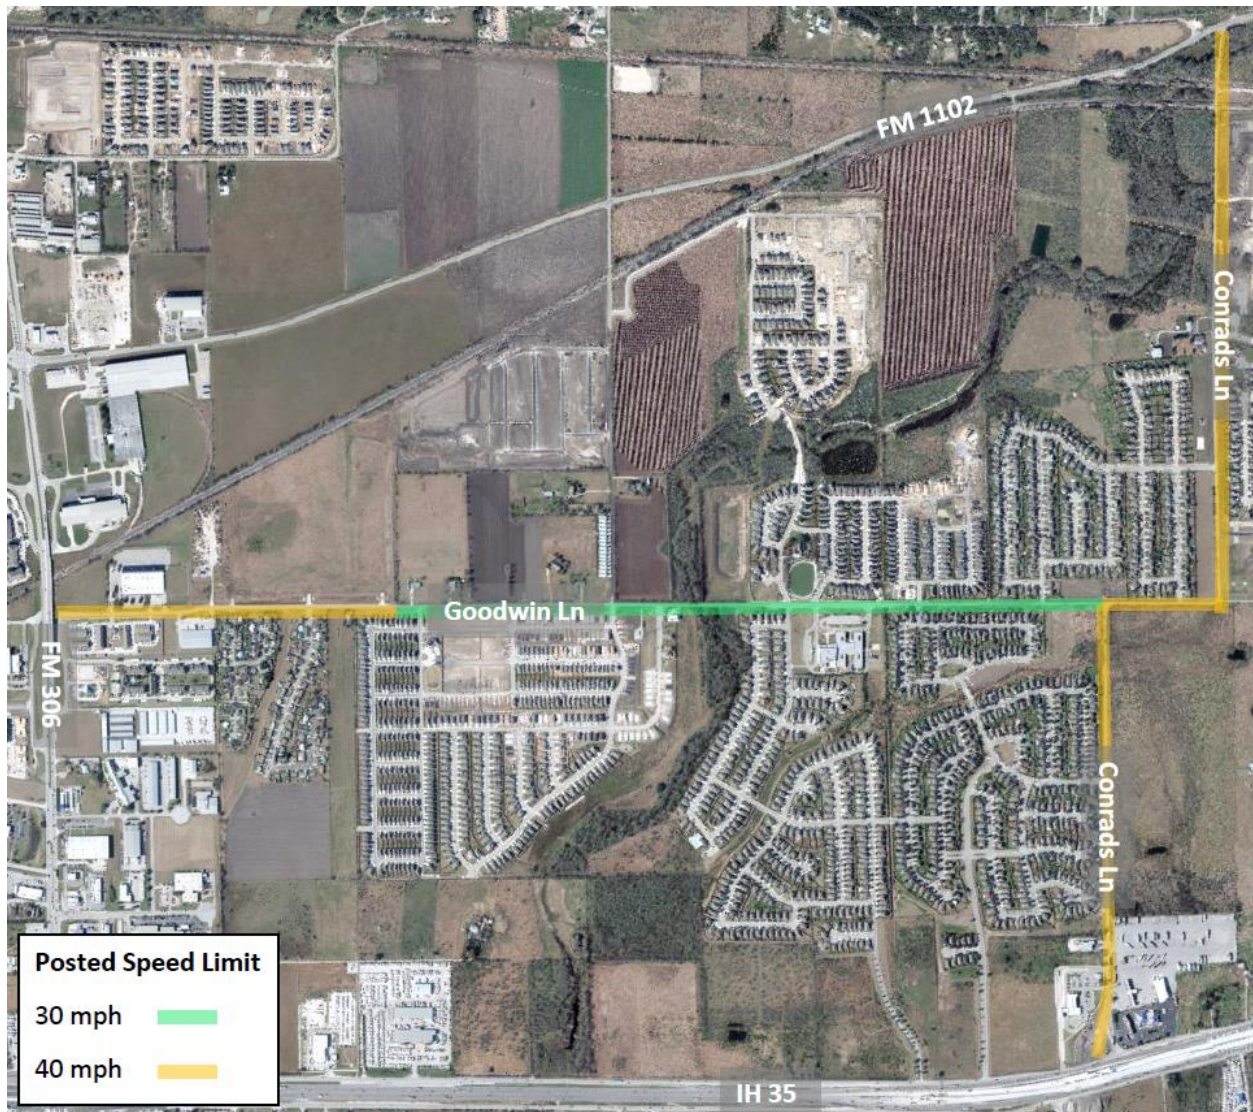 FM 1102
Conrads Ln
Goodwin Ln
FM 306
Conrads Ln
Posted Speed Limit
30 mph
40 mph
IH 35